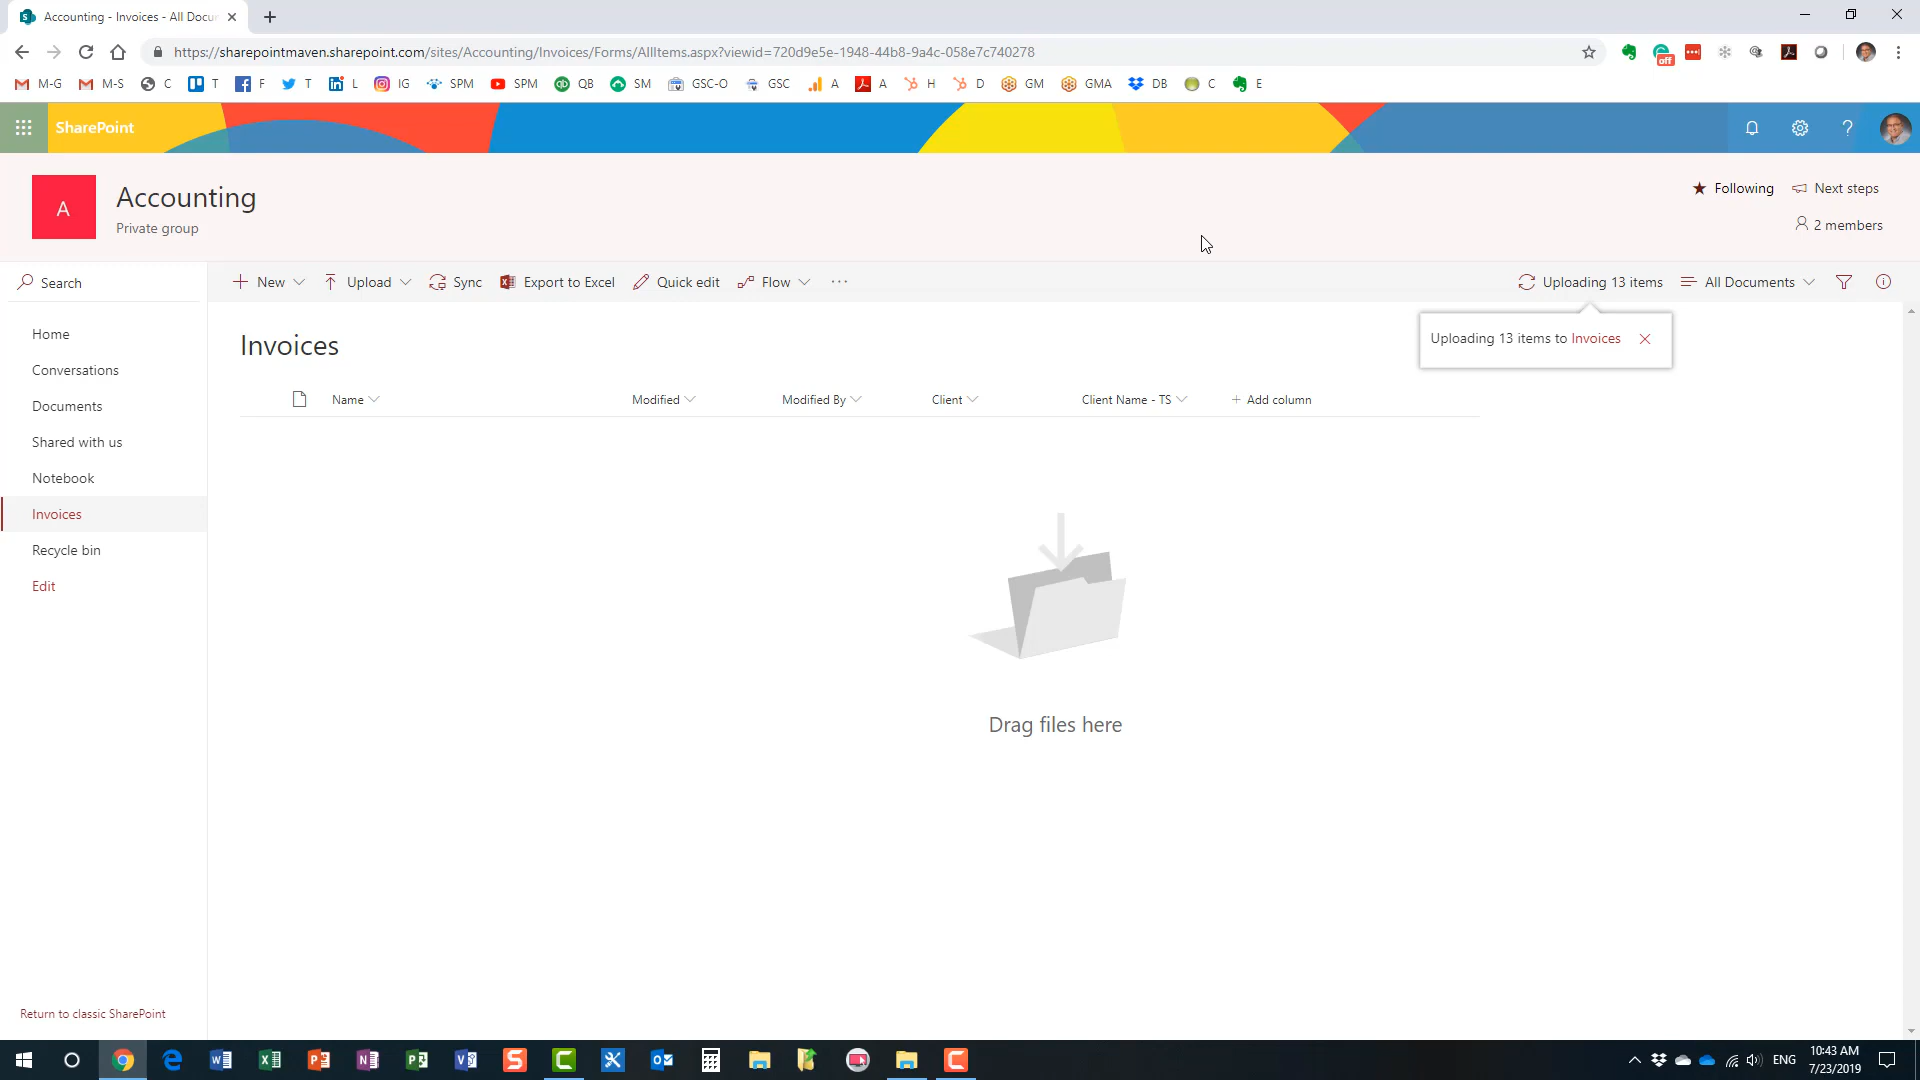 Accounting - Invoices - All Docu
https://sharepointmaven.sharepoint.com/sites/Accounting/Invoices/Forms/AllItems.aspx?viewid=720d9e5e-1948-44b8-9a4c-058e7c740278
off
M-G M-S C T F T L IG SPM SPM QB SM GSC-O GSC A A H D GM GMA DB C E
SharePoint
A
Accounting
Private group
Following
Next steps
2 members
Search
New
Upload
Sync
Export to Excel
Quick edit
Flow
Uploading 13 items
All Documents
Uploading 13 items to Invoices
Home
Conversations
Documents
Shared with us
Notebook
Invoices
Recycle bin
Edit
Return to classic SharePoint
Invoices
Name
Modified
Modified By
Client
Client Name - TS
Add column
Drag files here
ENG
10:43 AM
7/23/2019